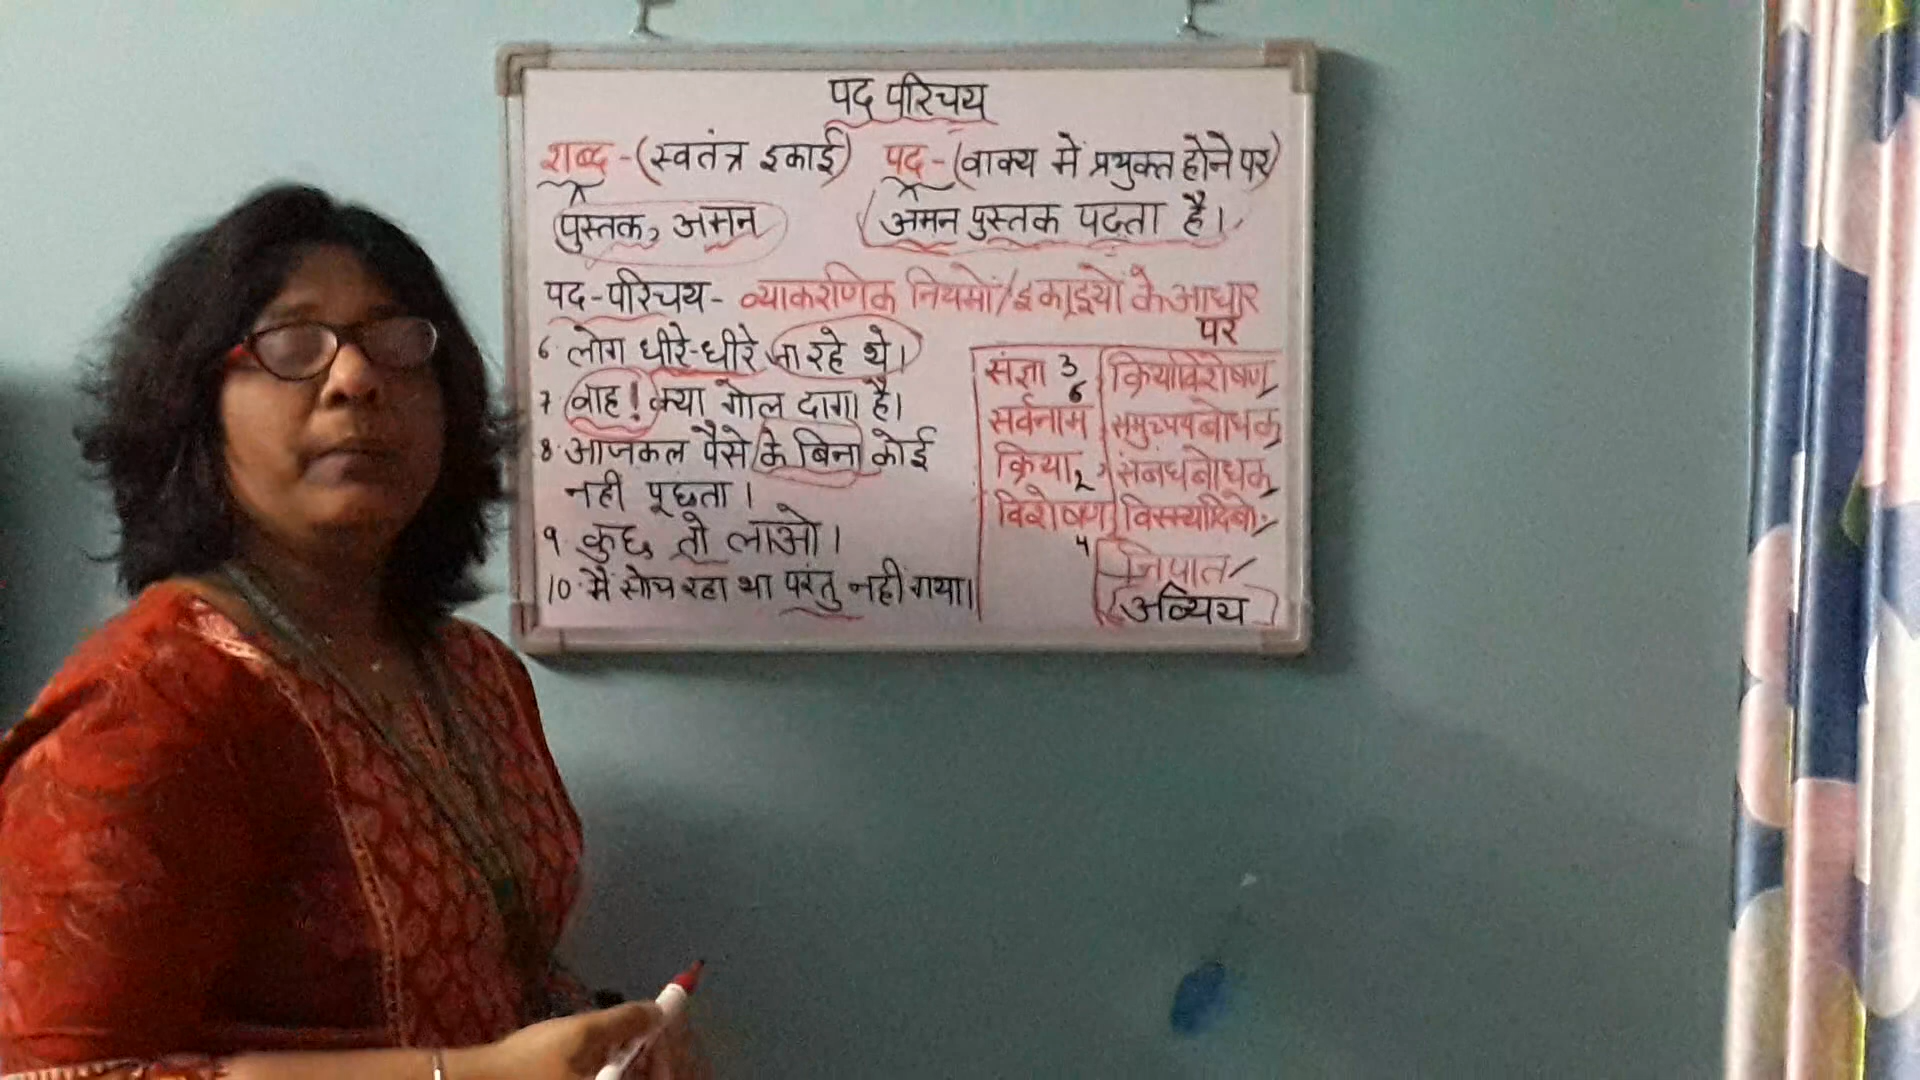 पद परिचय
शब्द - (स्वतंत्र इकाई) पद - (वाक्य में प्रयुक्त होने पर)
पुस्तक, अमन अमन पुस्तक पढ़ता है।
पद-परिचय - व्याकरणिक नियमों/इकाइयों के आधार
पर
6. लोग धीरे-धीरे जा रहे थे।
7 वाह! क्या गोल दागा है।
8. आजकल पैसे के बिना कोई
नहीं पूछता।
9. कुछ तो लाओ।
10. मैं सोच रहा था परंतु नहीं गया।
संज्ञा 3 क्रियाविशेषण
6
सर्वनाम समुच्चयबोधक
क्रिया 2 संबंधबोधक
विशेषण विस्मयादिबो.
4
निपात
अव्यय